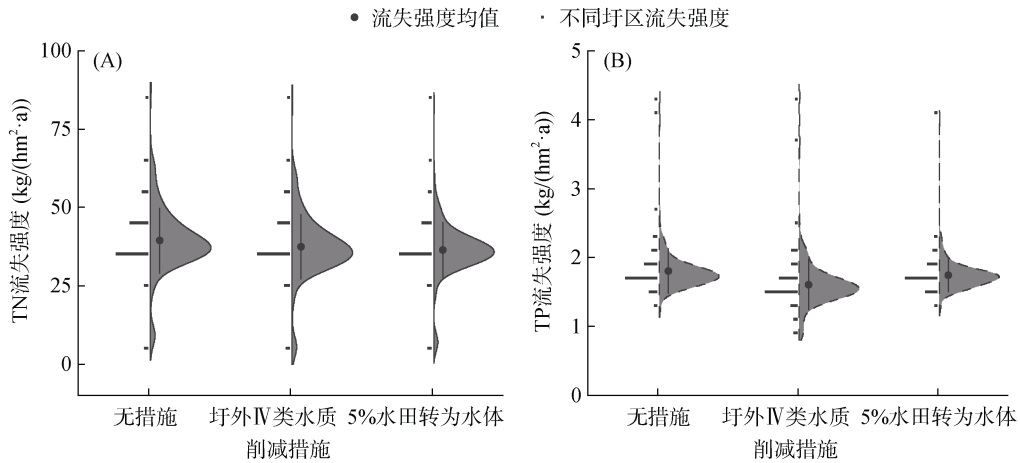 流失强度均值 不同圩区流失强度
(A)
TN流失强度 (kg/(hm²·a))
100
75
50
25
0
无措施 圩外Ⅳ类水质 5%水田转为水体
削减措施
(B)
TP流失强度 (kg/(hm²·a))
5
4
3
2
1
0
无措施 圩外Ⅳ类水质 5%水田转为水体
削减措施